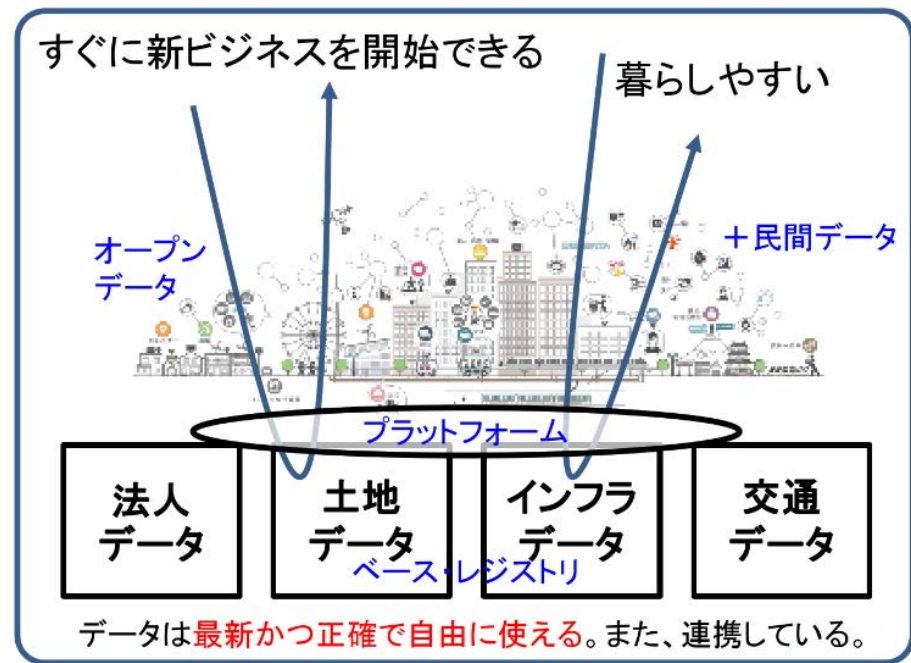 すぐに新ビジネスを開始できる
暮らしやすい
オープン
データ
＋民間データ
プラットフォーム
法人
データ
土地
データ
インフラ
データ
交通
データ
ベース・レジストリ
データは最新かつ正確で自由に使える。また、連携している。